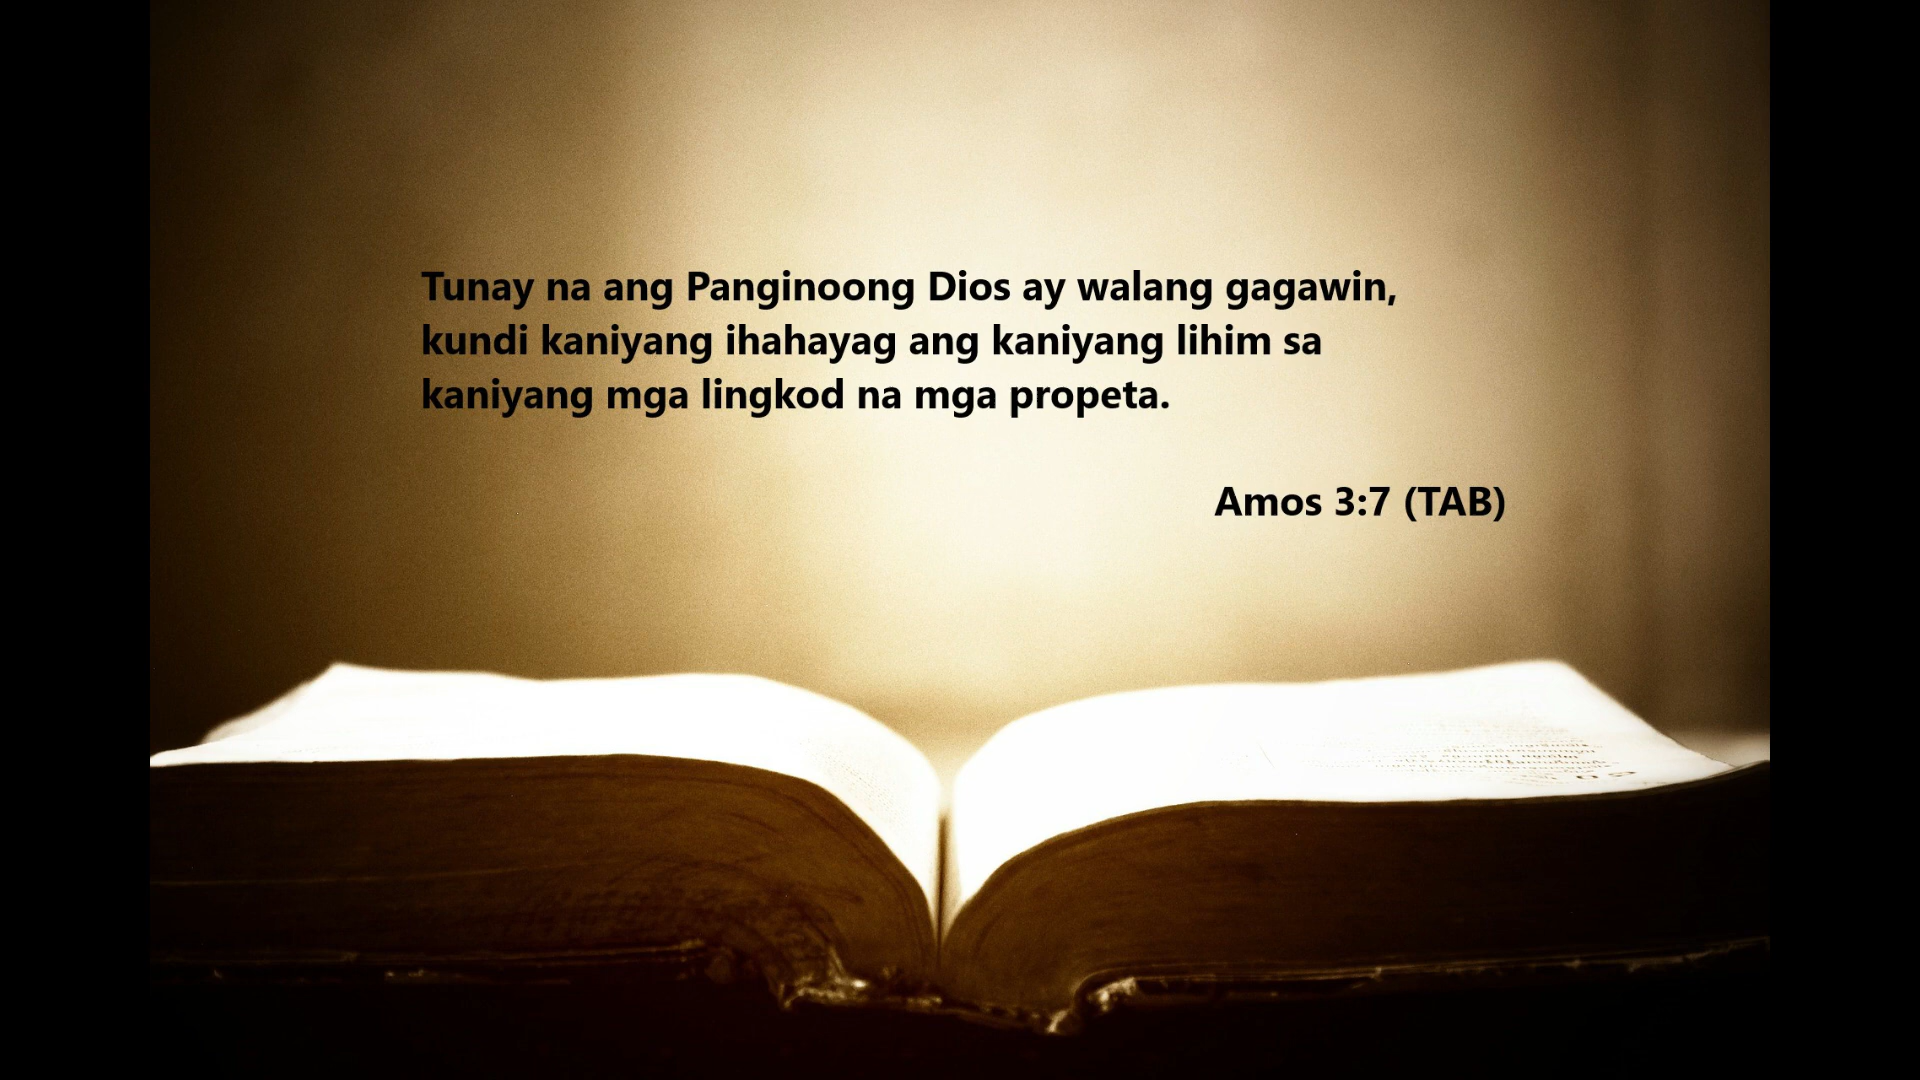 Tunay na ang Panginoong Dios ay walang gagawin,
kundi kaniyang ihahayag ang kaniyang lihim sa
kaniyang mga lingkod na mga propeta.
Amos 3:7 (TAB)